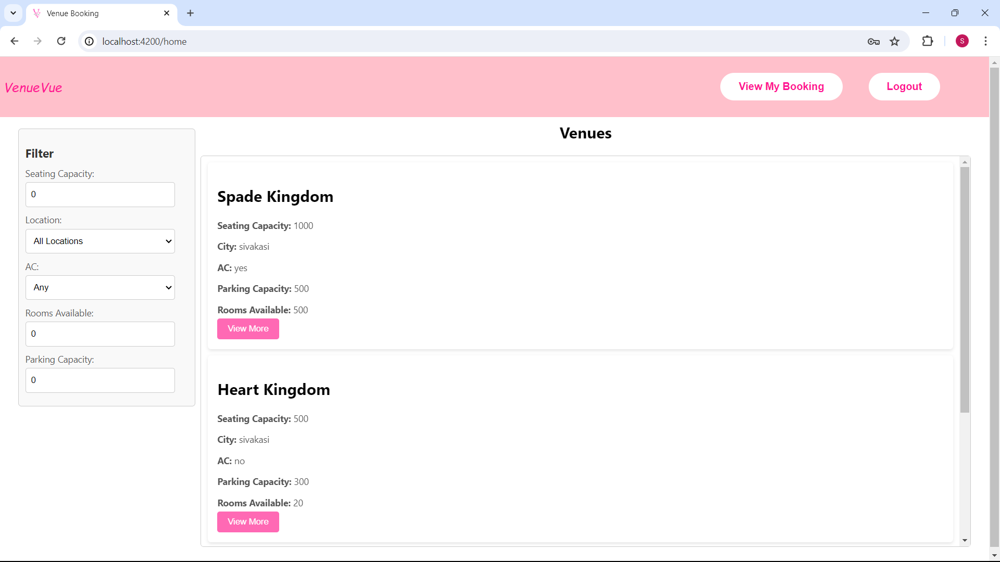 Venue Booking
localhost:4200/home
S
VenueVue
View My Booking
Logout
Filter
Seating Capacity:
0
Location:
All Locations
AC:
Any
Rooms Available:
0
Parking Capacity:
0
Venues
Spade Kingdom
Seating Capacity: 1000
City: sivakasi
AC: yes
Parking Capacity: 500
Rooms Available: 500
View More
Heart Kingdom
Seating Capacity: 500
City: sivakasi
AC: no
Parking Capacity: 300
Rooms Available: 20
View More